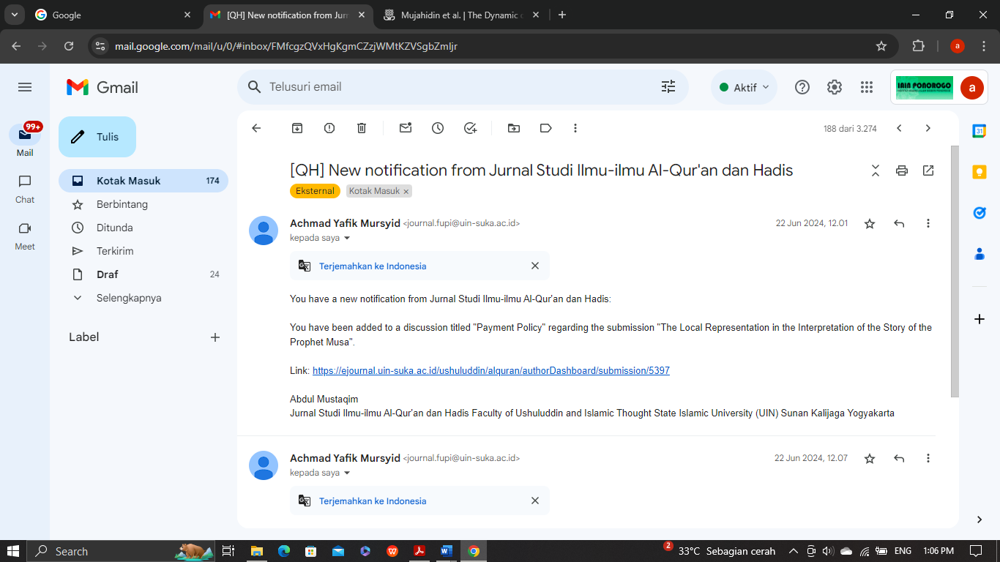 Google
[QH] New notification from Jurn
Mujahidin et al. | The Dynamic
mail.google.com/mail/u/0/#inbox/FMfcgzQVxHgKgmCZzjWMtKZVSgbZmljr
a
Gmail
Telusuri email
Aktif
IAIN PONOROGO
a
99+
Mail
Chat
Meet
Tulis
Kotak Masuk 174
Berbintang
Ditunda
Terkirim
Draf 24
Selengkapnya
Label
188 dari 3.274
[QH] New notification from Jurnal Studi Ilmu-ilmu Al-Qur'an dan Hadis
Eksternal Kotak Masuk
Achmad Yafik Mursyid <journal.fupi@uin-suka.ac.id> 22 Jun 2024, 12.01
kepada saya
Terjemahkan ke Indonesia
You have a new notification from Jurnal Studi Ilmu-ilmu Al-Qur'an dan Hadis:
You have been added to a discussion titled "Payment Policy" regarding the submission "The Local Representation in the Interpretation of the Story of the
Prophet Musa".
Link: https://ejournal.uin-suka.ac.id/ushuluddin/alquran/authorDashboard/submission/5397
Abdul Mustaqim
Jurnal Studi Ilmu-ilmu Al-Qur'an dan Hadis Faculty of Ushuluddin and Islamic Thought State Islamic University (UIN) Sunan Kalijaga Yogyakarta
Achmad Yafik Mursyid <journal.fupi@uin-suka.ac.id> 22 Jun 2024, 12.07
kepada saya
Terjemahkan ke Indonesia
31
Search
2
33°C Sebagian cerah
ENG
1:06 PM